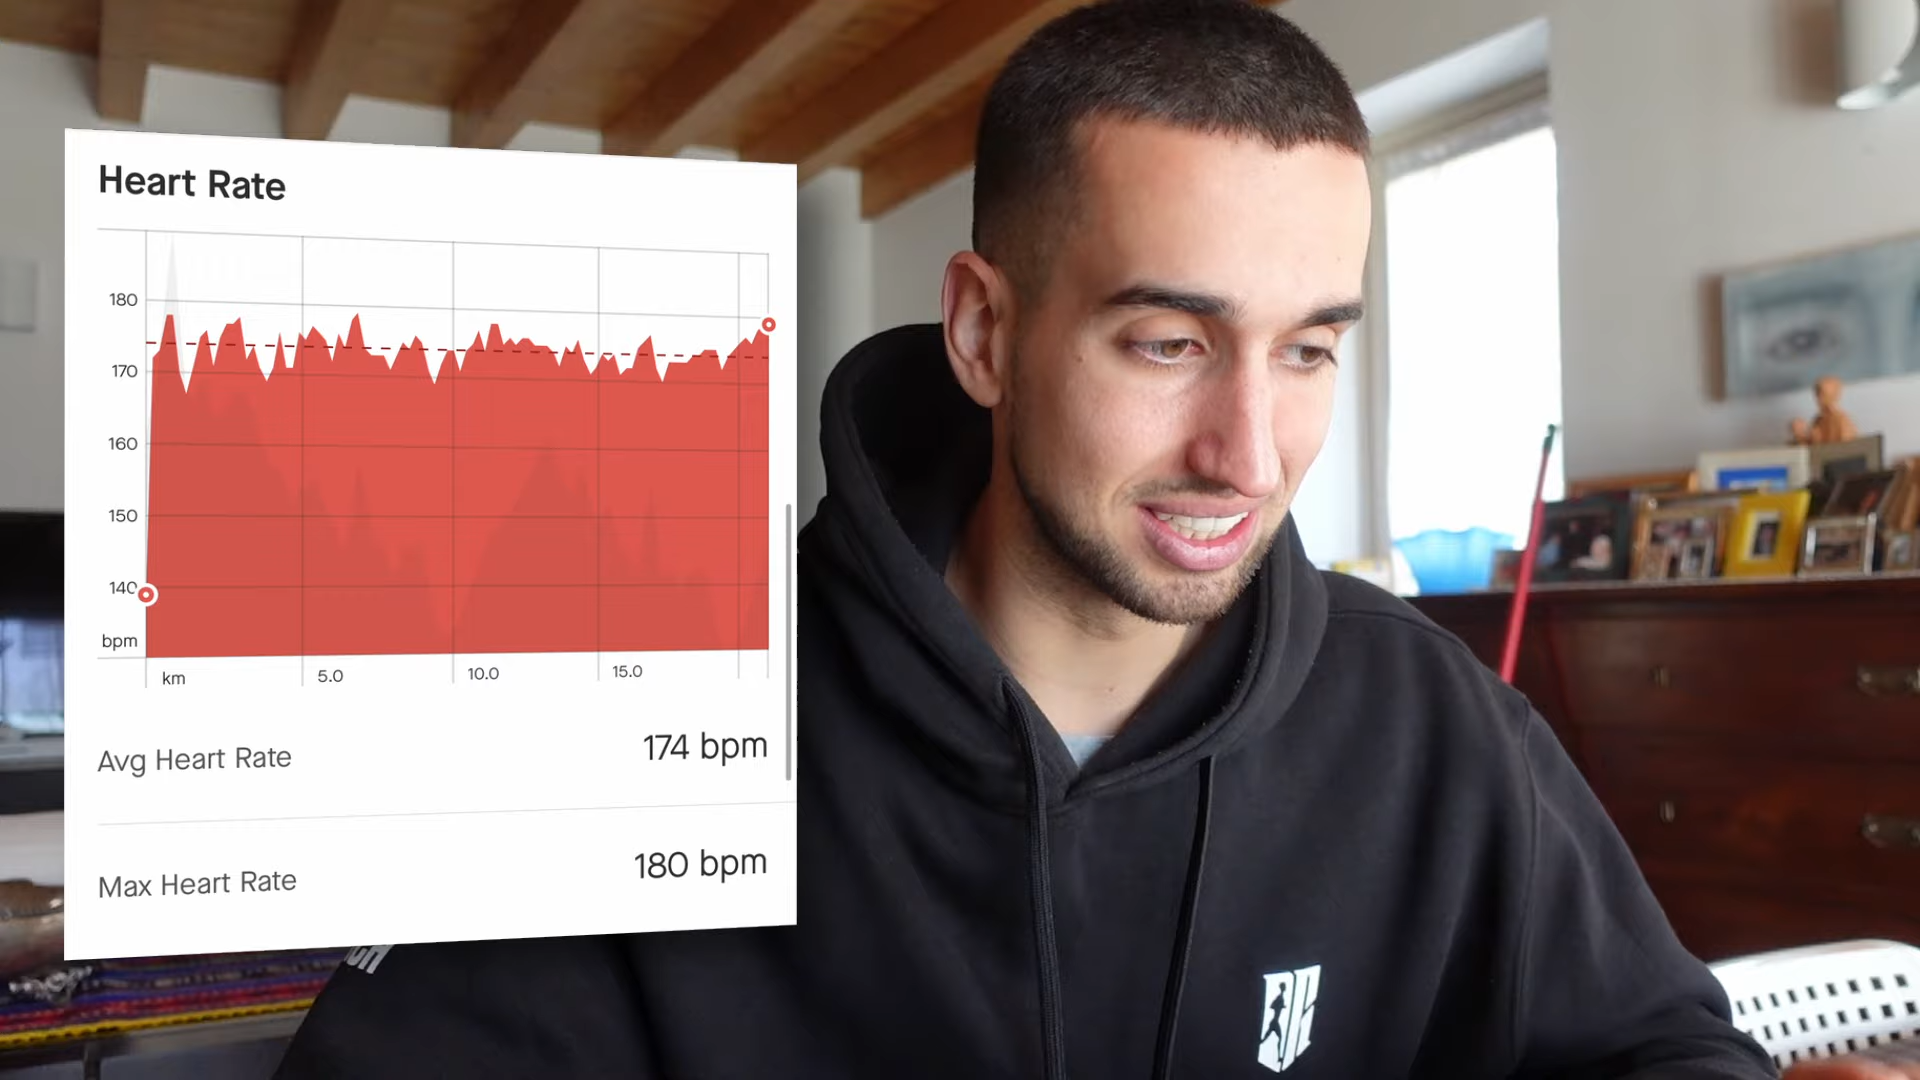 Heart Rate
180
170
160
150
140
bpm
km 5.0 10.0 15.0
Avg Heart Rate 174 bpm
Max Heart Rate 180 bpm